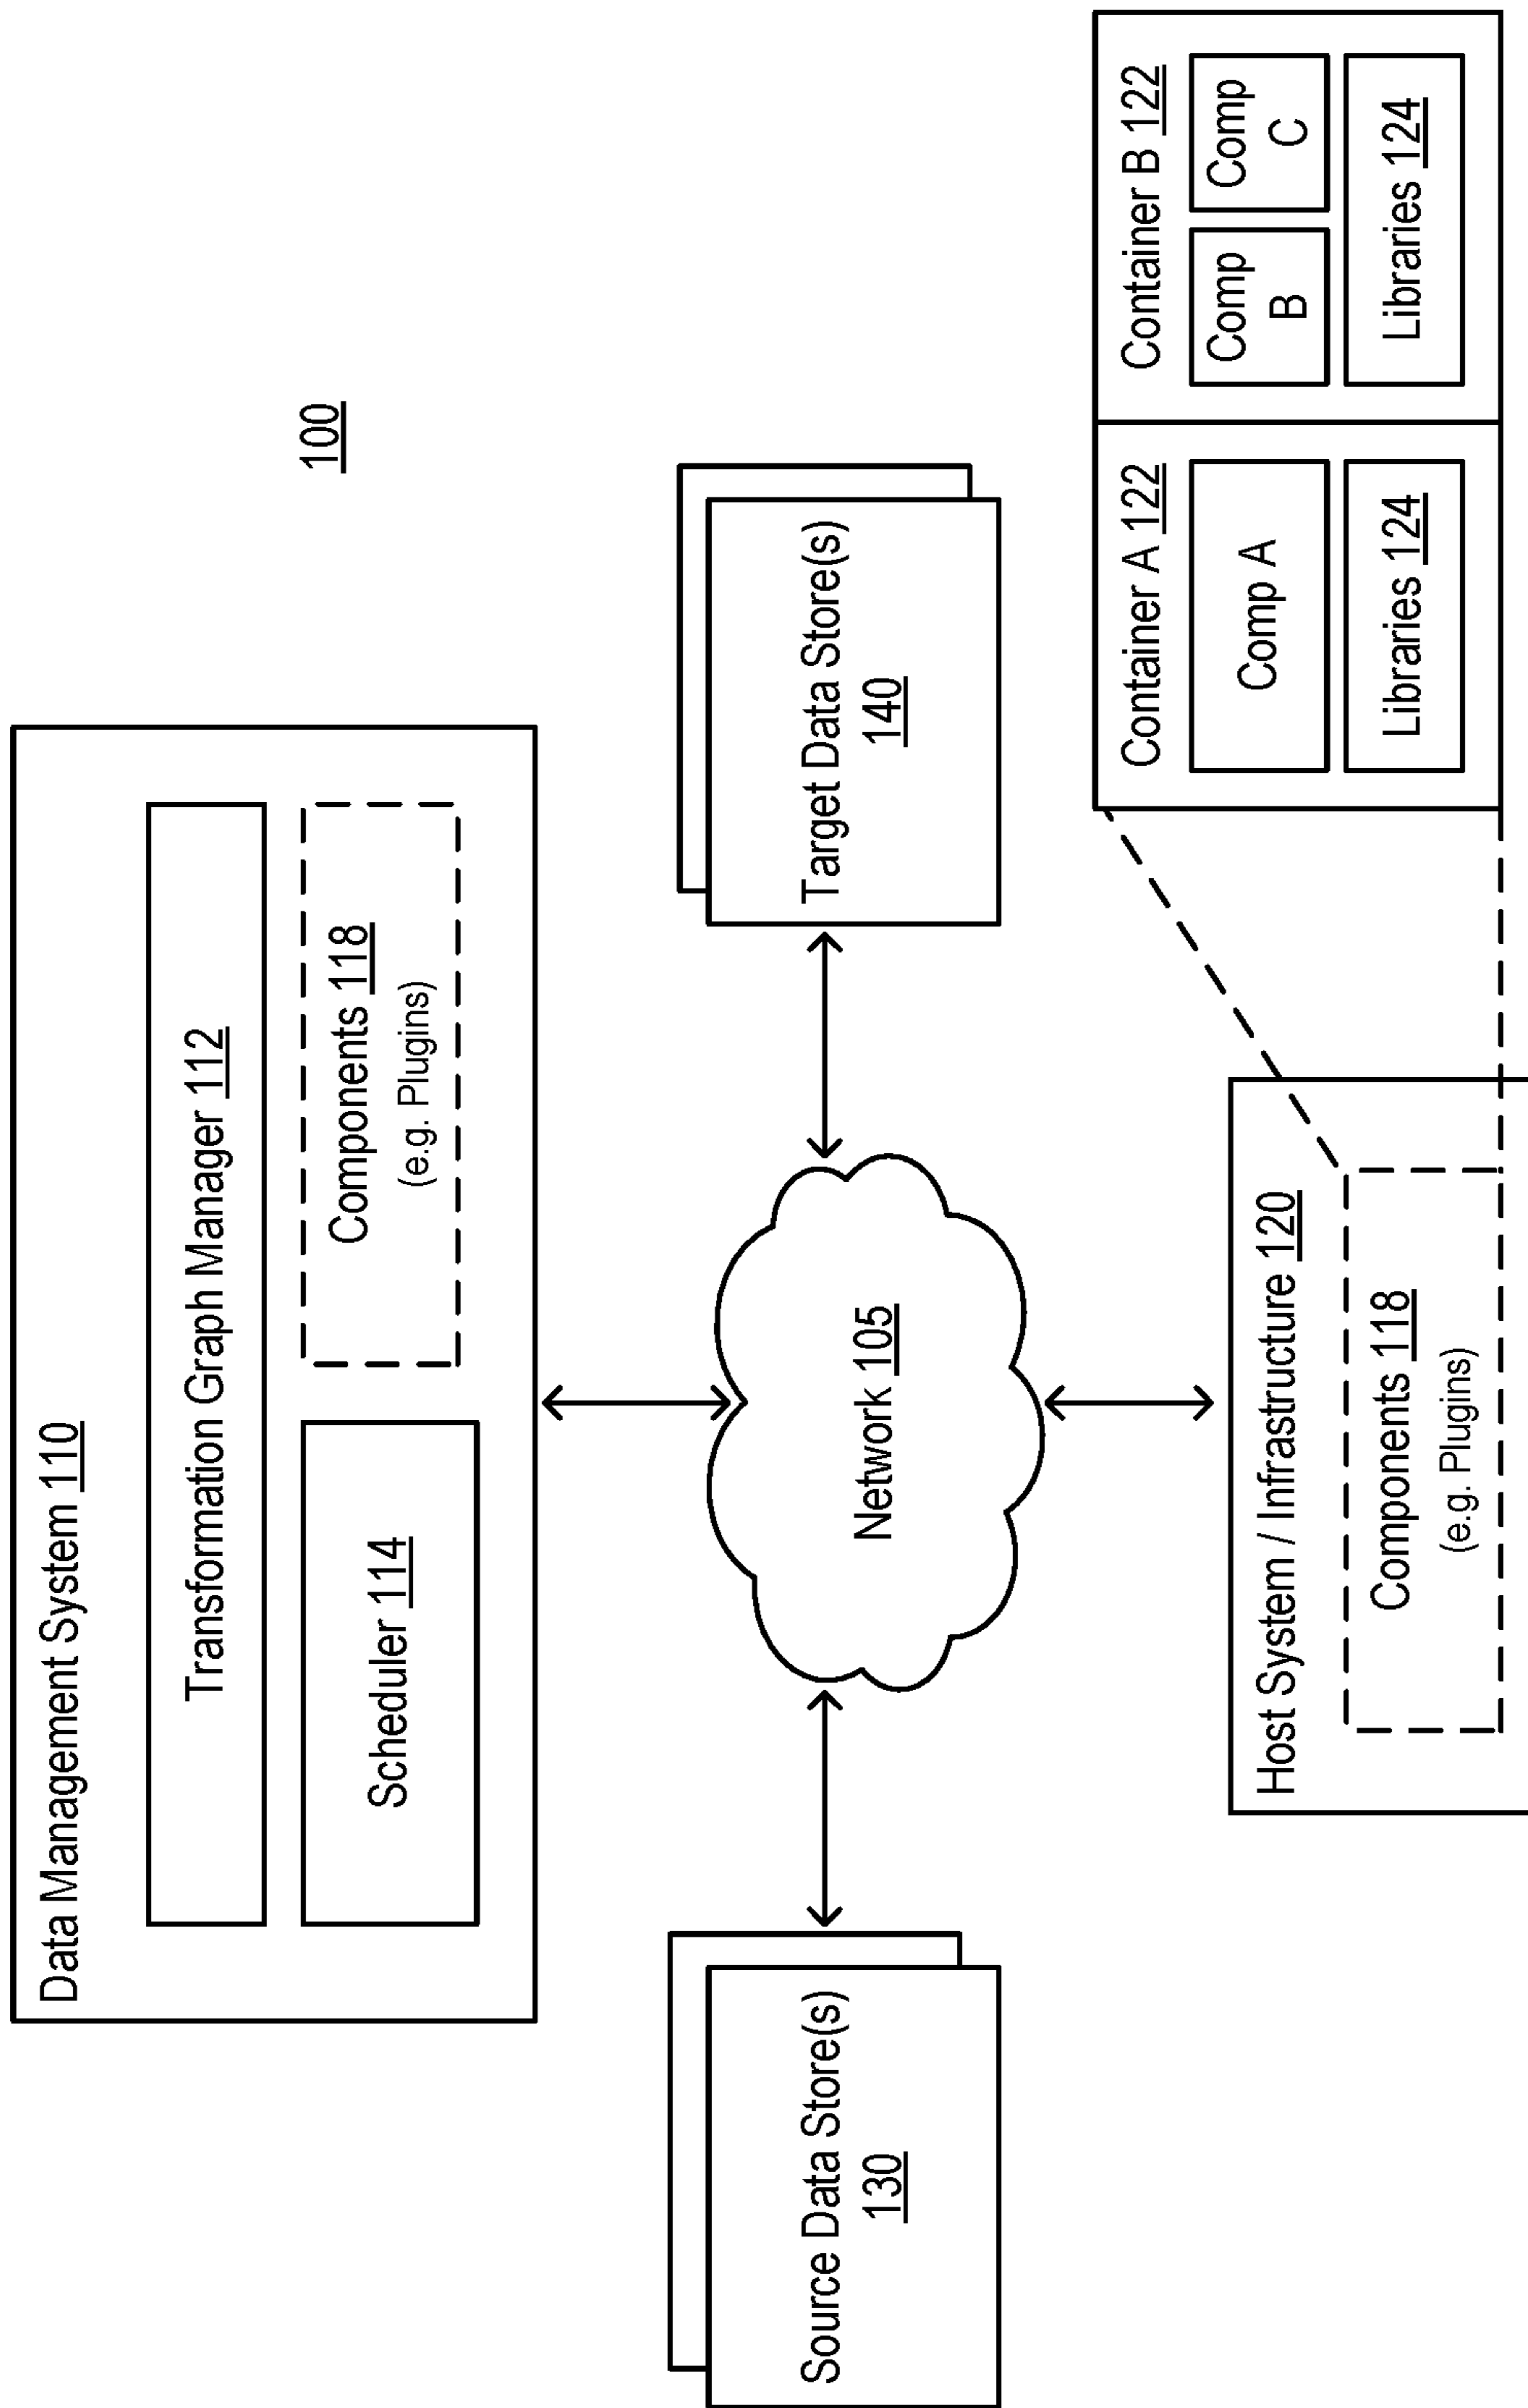 Data Management System 110
Transformation Graph Manager 112
Scheduler 114
Components 118
(e.g. Plugins)
100
Source Data Store(s)
130
Network 105
Target Data Store(s)
140
Host System / Infrastructure 120
Components 118
(e.g. Plugins)
Container A 122
Comp A
Libraries 124
Container B 122
Comp
B
Comp
C
Libraries 124